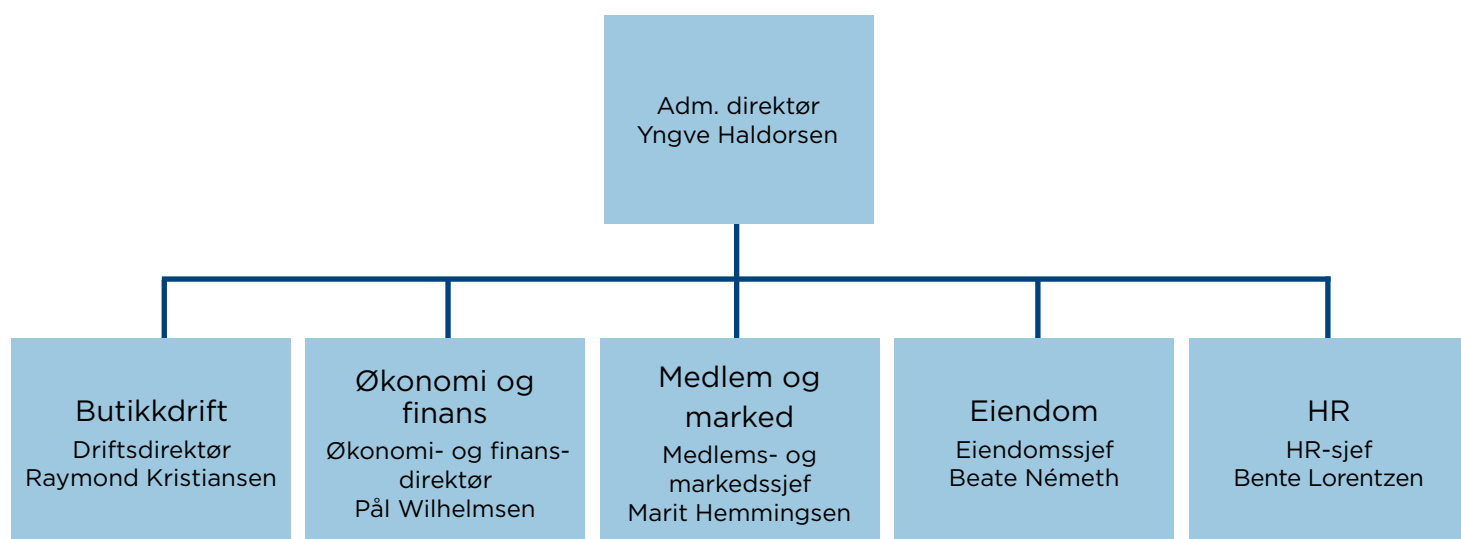 Adm. direktør
Yngve Haldorsen
Butikkdrift
Driftsdirektør
Raymond Kristiansen
Økonomi og
finans
Økonomi- og finans-
direktør
Pål Wilhelmsen
Medlem og
marked
Medlems- og
markedssjef
Marit Hemmingsen
Eiendom
Eiendomssjef
Beate Németh
HR
HR-sjef
Bente Lorentzen